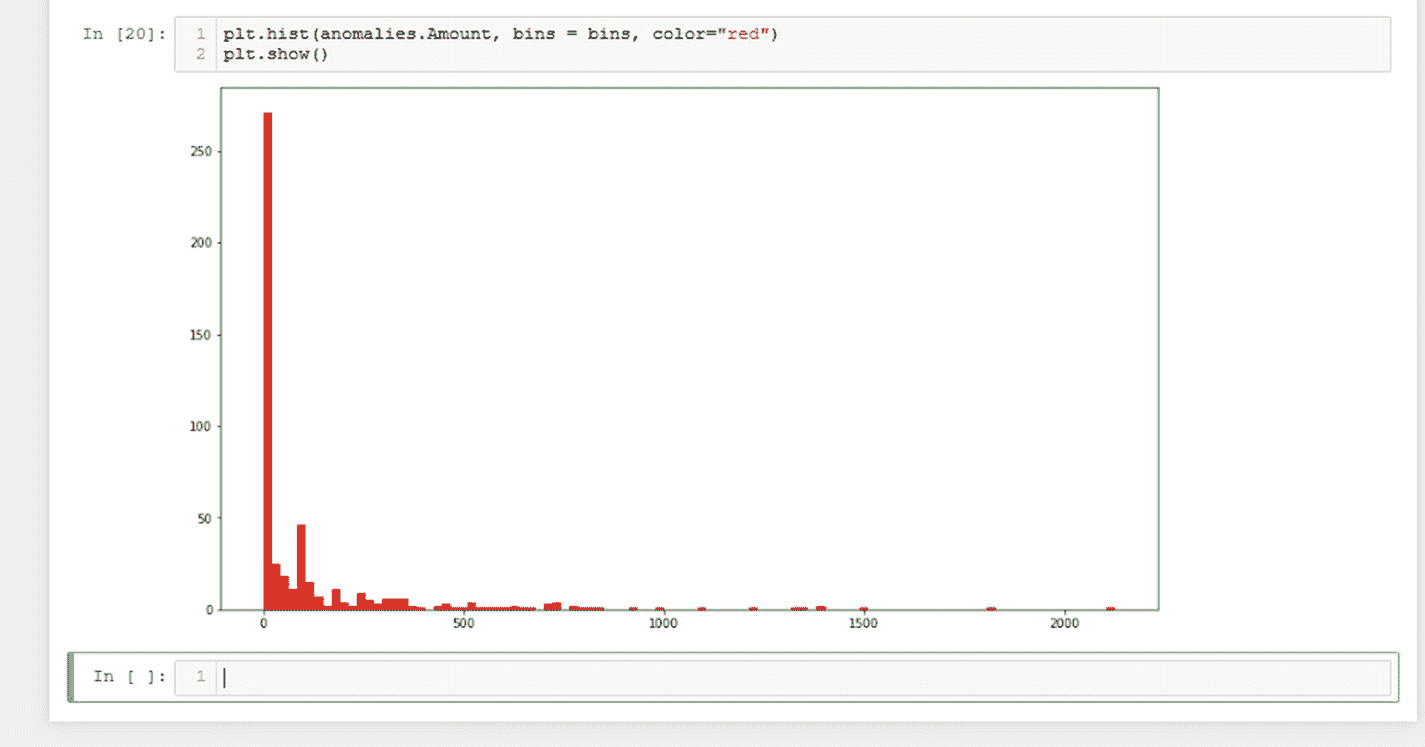 In [20]:
1 plt.hist(anomalies.Amount, bins = bins, color="red")
2 plt.show()
250
200
150
100
50
0
0 500 1000 1500 2000
In [ ]:
1